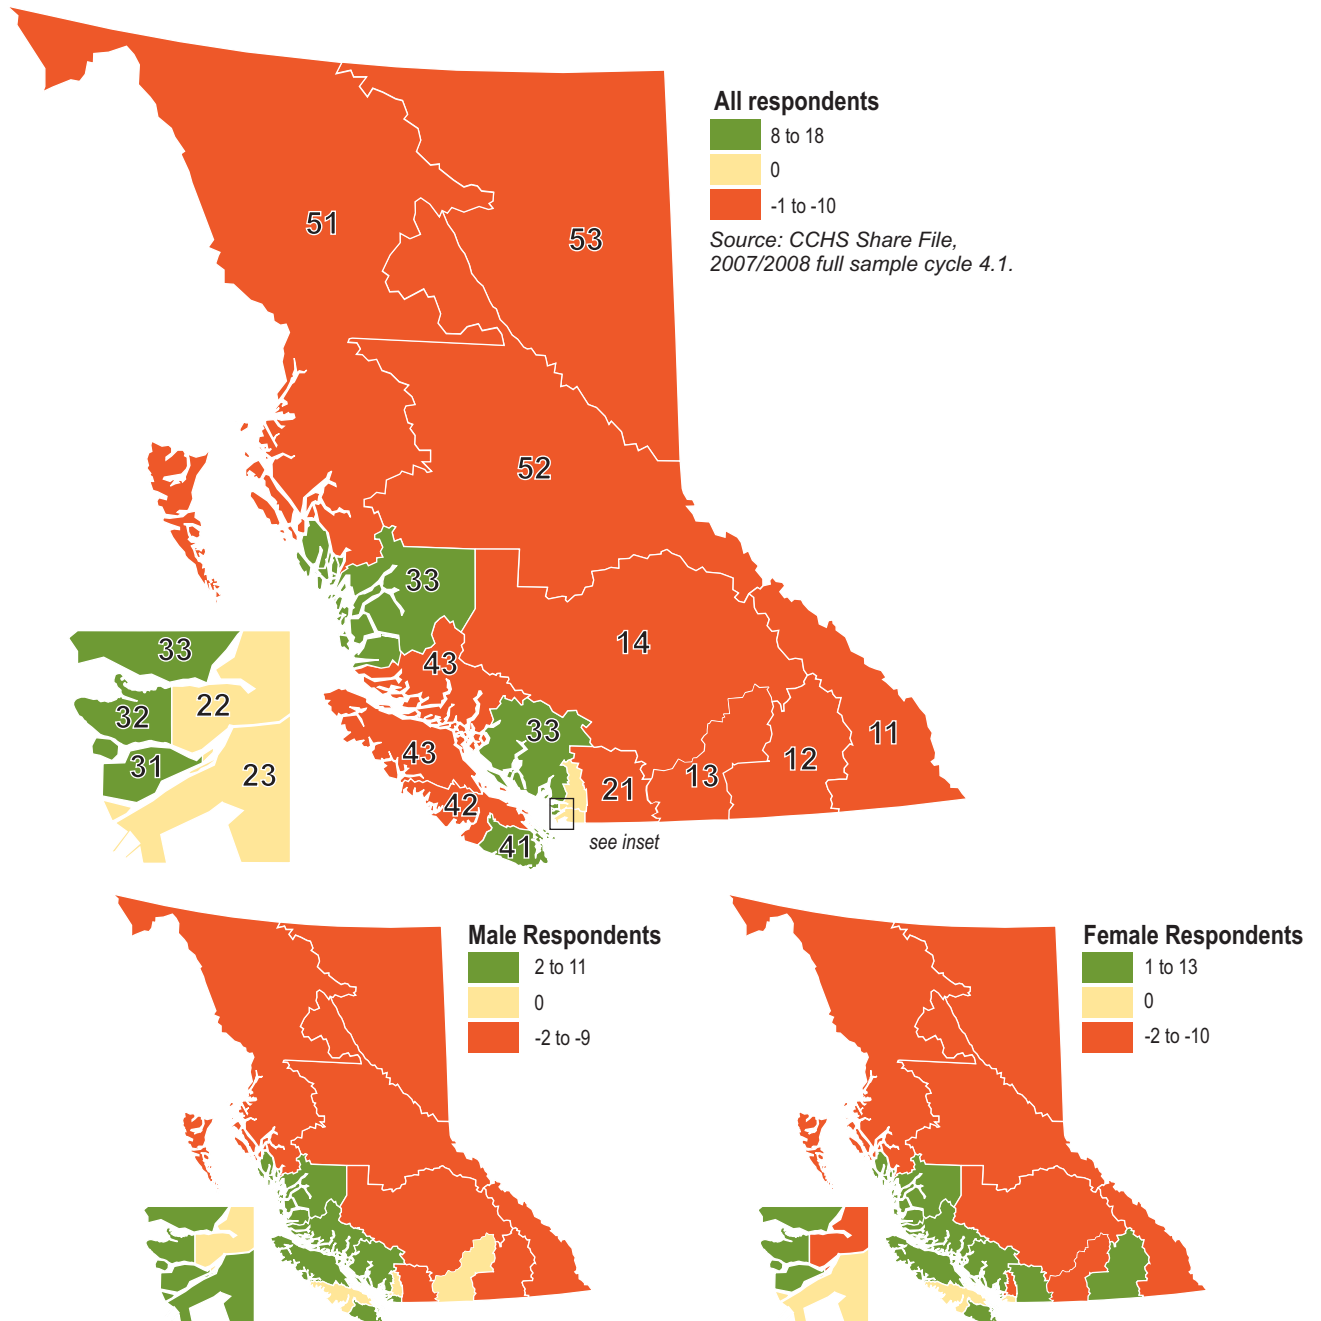 All respondents
8 to 18
0
-1 to -10
Source: CCHS Share File,
2007/2008 full sample cycle 4.1.
51
53
52
33
14
43
33
43
42
41
21
13
12
11
see inset
33
32
22
31
23
Male Respondents
2 to 11
0
-2 to -9
Female Respondents
1 to 13
0
-2 to -10